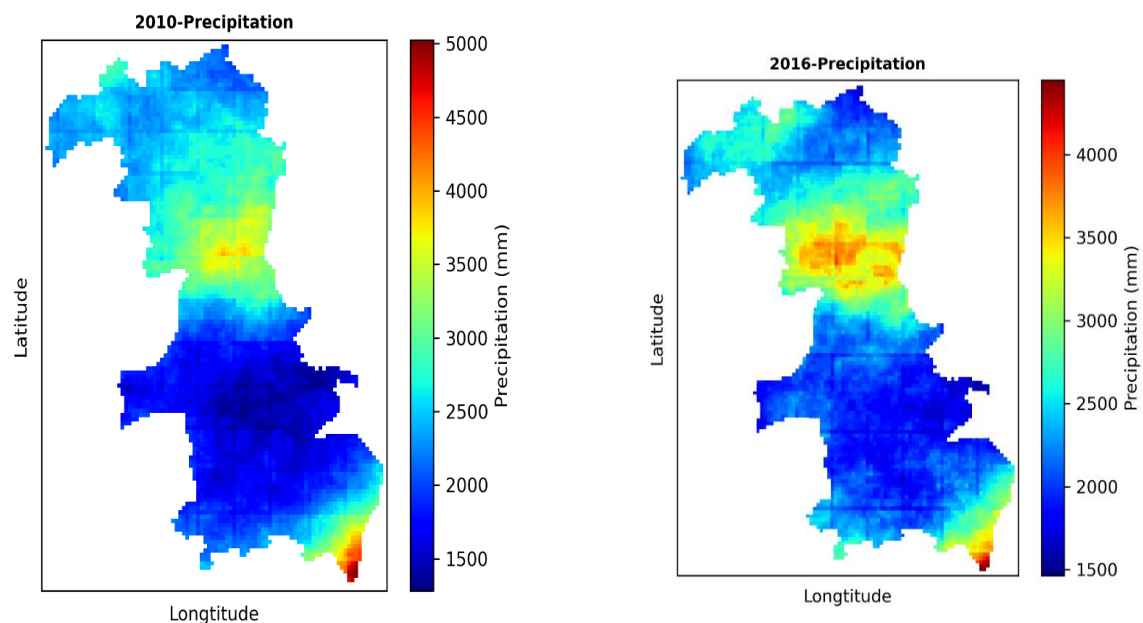 2010-Precipitation
Latitude
Longtitude
5000
4500
4000
3500
3000
2500
2000
1500
Precipitation (mm)
2016-Precipitation
Latitude
Longtitude
4000
3500
3000
2500
2000
1500
Precipitation (mm)